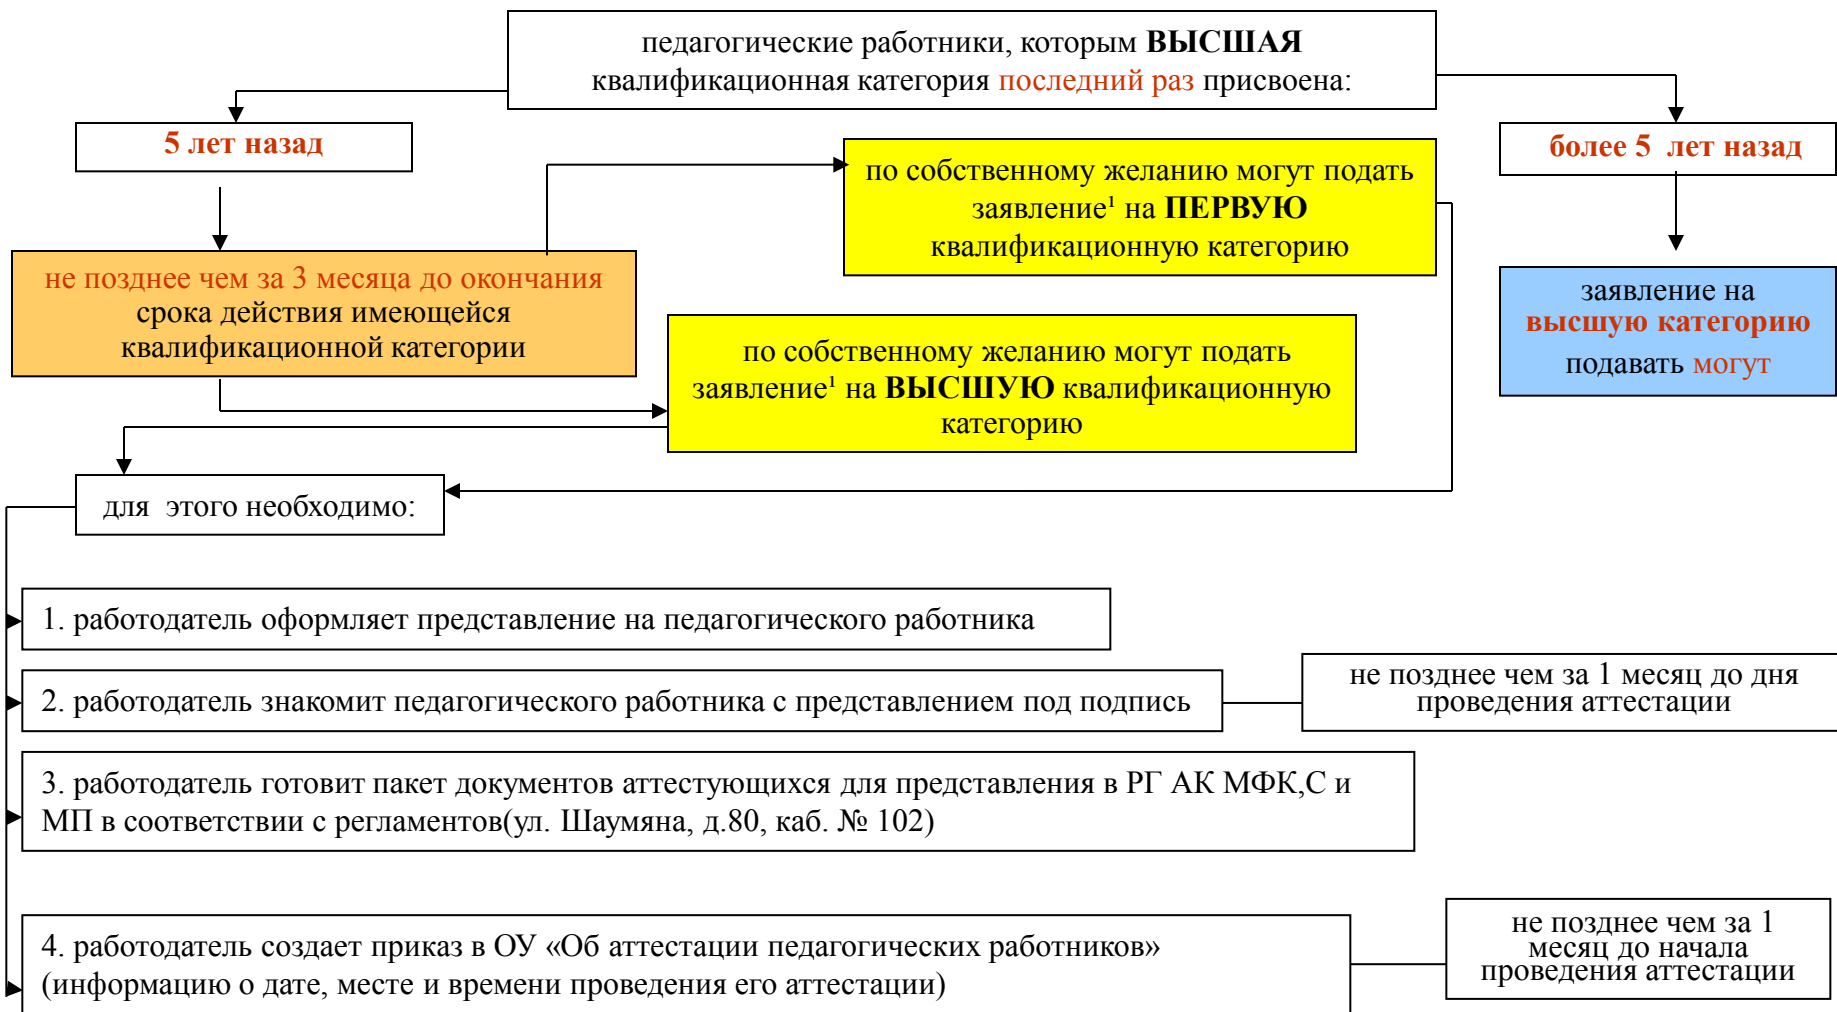 педагогические работники, которым ВЫСШАЯ
квалификационная категория последний раз присвоена:
5 лет назад
более 5 лет назад
по собственному желанию могут подать
заявление¹ на ПЕРВУЮ
квалификационную категорию
не позднее чем за 3 месяца до окончания
срока действия имеющейся
квалификационной категории
заявление на
высшую категорию
подавать могут
по собственному желанию могут подать
заявление¹ на ВЫСШУЮ квалификационную
категорию
для этого необходимо:
1. работодатель оформляет представление на педагогического работника
2. работодатель знакомит педагогического работника с представлением под подпись
не позднее чем за 1 месяц до дня
проведения аттестации
3. работодатель готовит пакет документов аттестующихся для представления в РГ АК МФК,С и
МП в соответствии с регламентов(ул. Шаумяна, д.80, каб. № 102)
4. работодатель создает приказ в ОУ «Об аттестации педагогических работников»
(информацию о дате, месте и времени проведения его аттестации)
не позднее чем за 1
месяц до начала
проведения аттестации